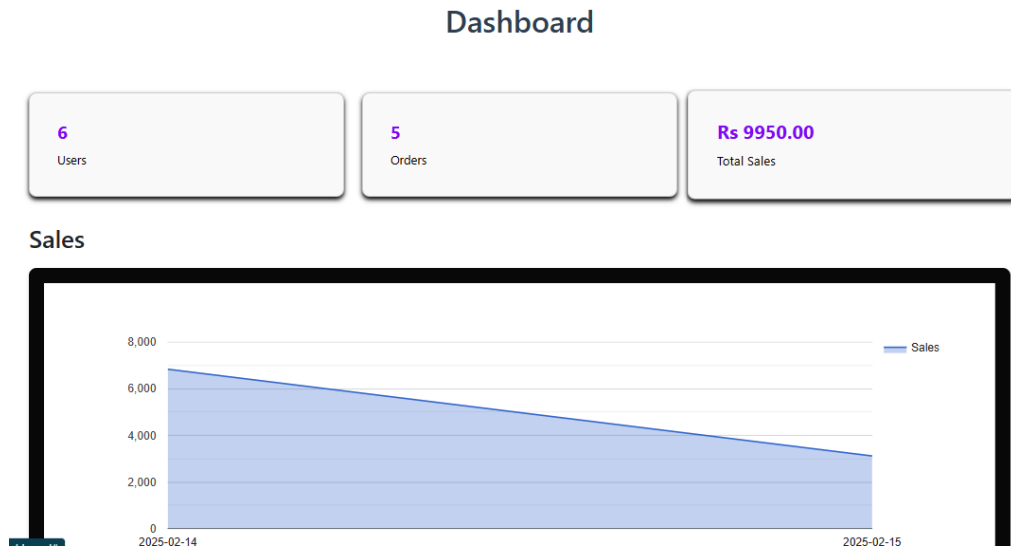 Dashboard
6
Users
5
Orders
Rs 9950.00
Total Sales
Sales
8,000
Sales
6,000
4,000
2,000
0
2025-02-14
2025-02-15